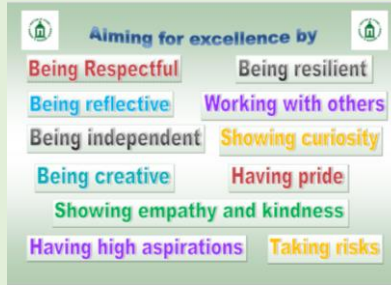 Aiming for excellence by
Being Respectful
Being resilient
Being reflective
Working with others
Being independent
Showing curiosity
Being creative
Having pride
Showing empathy and kindness
Having high aspirations
Taking risks